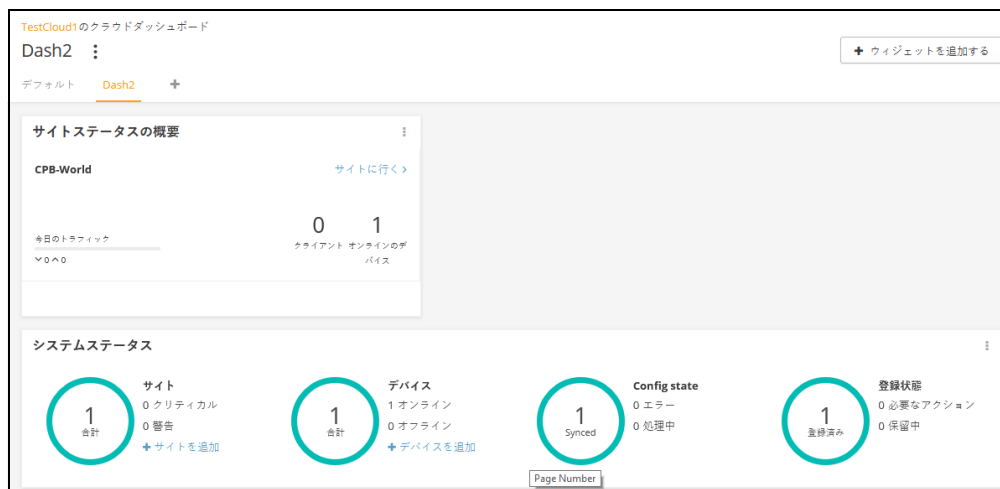 TestCloud1のクラウドダッシュボード
Dash2
+ ウィジェットを追加する
デフォルト Dash2 +
サイトステータスの概要
CPB-World サイトに行く >
0 1
クライアント オンラインのデ
バイス
今日のトラフィック
0 0
システムステータス
1
合計
サイト
0 クリティカル
0 警告
+ サイトを追加
1
合計
デバイス
1 オンライン
0 オフライン
+ デバイスを追加
1
Synced
Config state
0 エラー
0 処理中
1
登録済み
登録状態
0 必要なアクション
0 保留中
Page Number